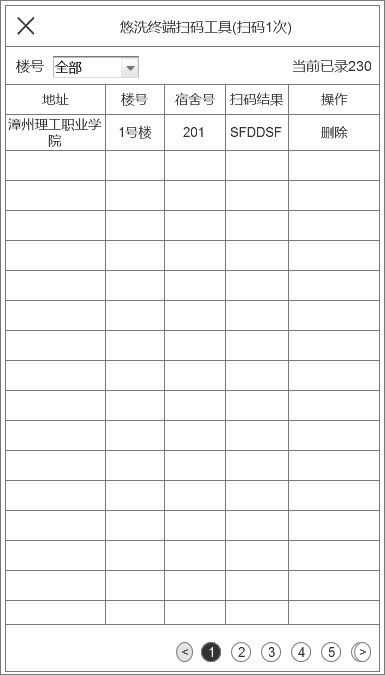 悠洗终端扫码工具(扫码1次)
楼号 全部 当前已录230
地址 楼号 宿舍号 扫码结果 操作
漳州理工职业学
院 1号楼 201 SFDDSF 删除
< 1 2 3 4 5 >